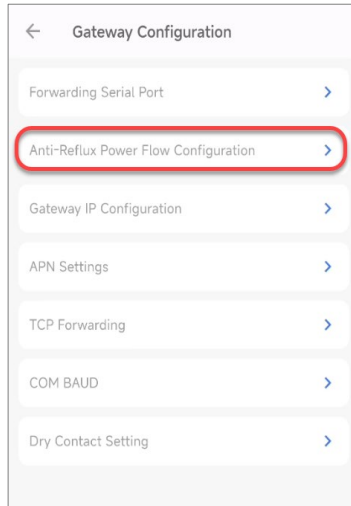 Gateway Configuration
Forwarding Serial Port
Anti-Reflux Power Flow Configuration
Gateway IP Configuration
APN Settings
TCP Forwarding
COM BAUD
Dry Contact Setting